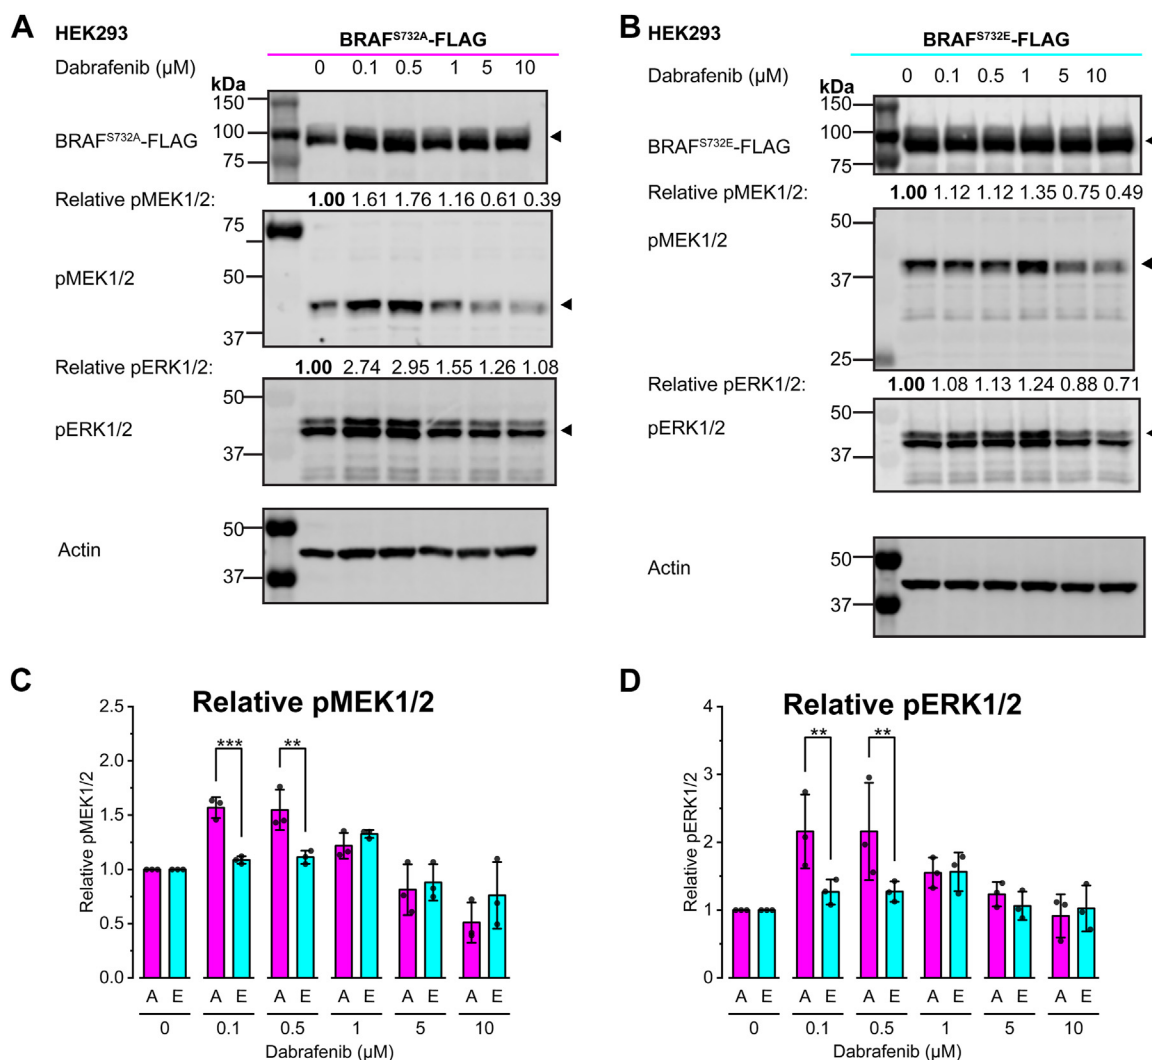 A
HEK293
BRAFS732A-FLAG
Dabrafenib (µM)
0 0.1 0.5 1 5 10
kDa
150
100
75
BRAFS732A-FLAG
Relative pMEK1/2: 1.00 1.61 1.76 1.16 0.61 0.39
75
50
37
pMEK1/2
Relative pERK1/2: 1.00 2.74 2.95 1.55 1.26 1.08
50
37
pERK1/2
50
37
Actin
B
HEK293
BRAFS732E-FLAG
Dabrafenib (µM)
0 0.1 0.5 1 5 10
kDa
150
100
75
BRAFS732E-FLAG
Relative pMEK1/2: 1.00 1.12 1.12 1.35 0.75 0.49
50
37
25
pMEK1/2
Relative pERK1/2: 1.00 1.08 1.13 1.24 0.88 0.71
50
37
pERK1/2
50
37
Actin
C
Relative pMEK1/2
Relative pMEK1/2
2.5
2.0
1.5
1.0
0.5
0.0
*** **
A E A E A E A E A E A E
0 0.1 0.5 1 5 10
Dabrafenib (µM)
D
Relative pERK1/2
Relative pERK1/2
4
3
2
1
0
** **
A E A E A E A E A E A E
0 0.1 0.5 1 5 10
Dabrafenib (µM)